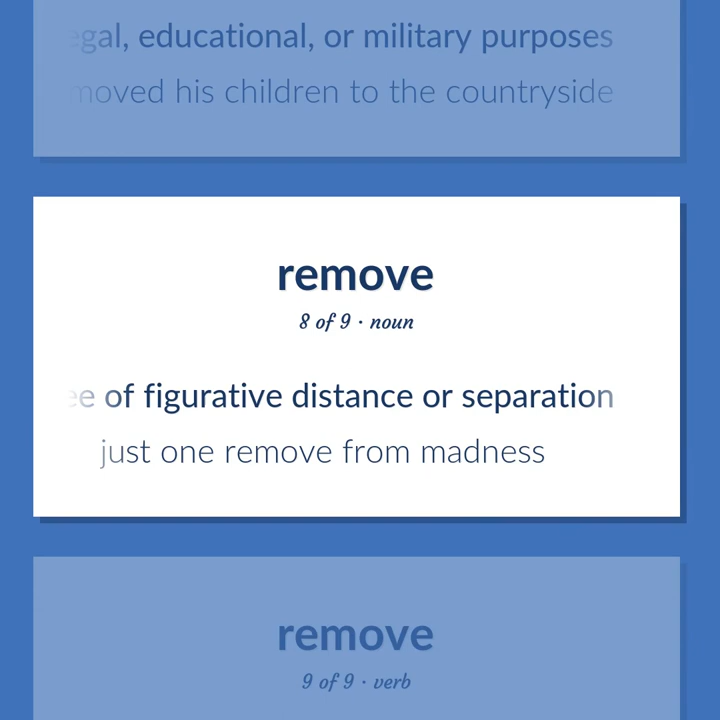 legal, educational, or military purposes
moved his children to the countryside
remove
8 of 9 · noun
of figurative distance or separation
just one remove from madness
remove
9 of 9 · verb